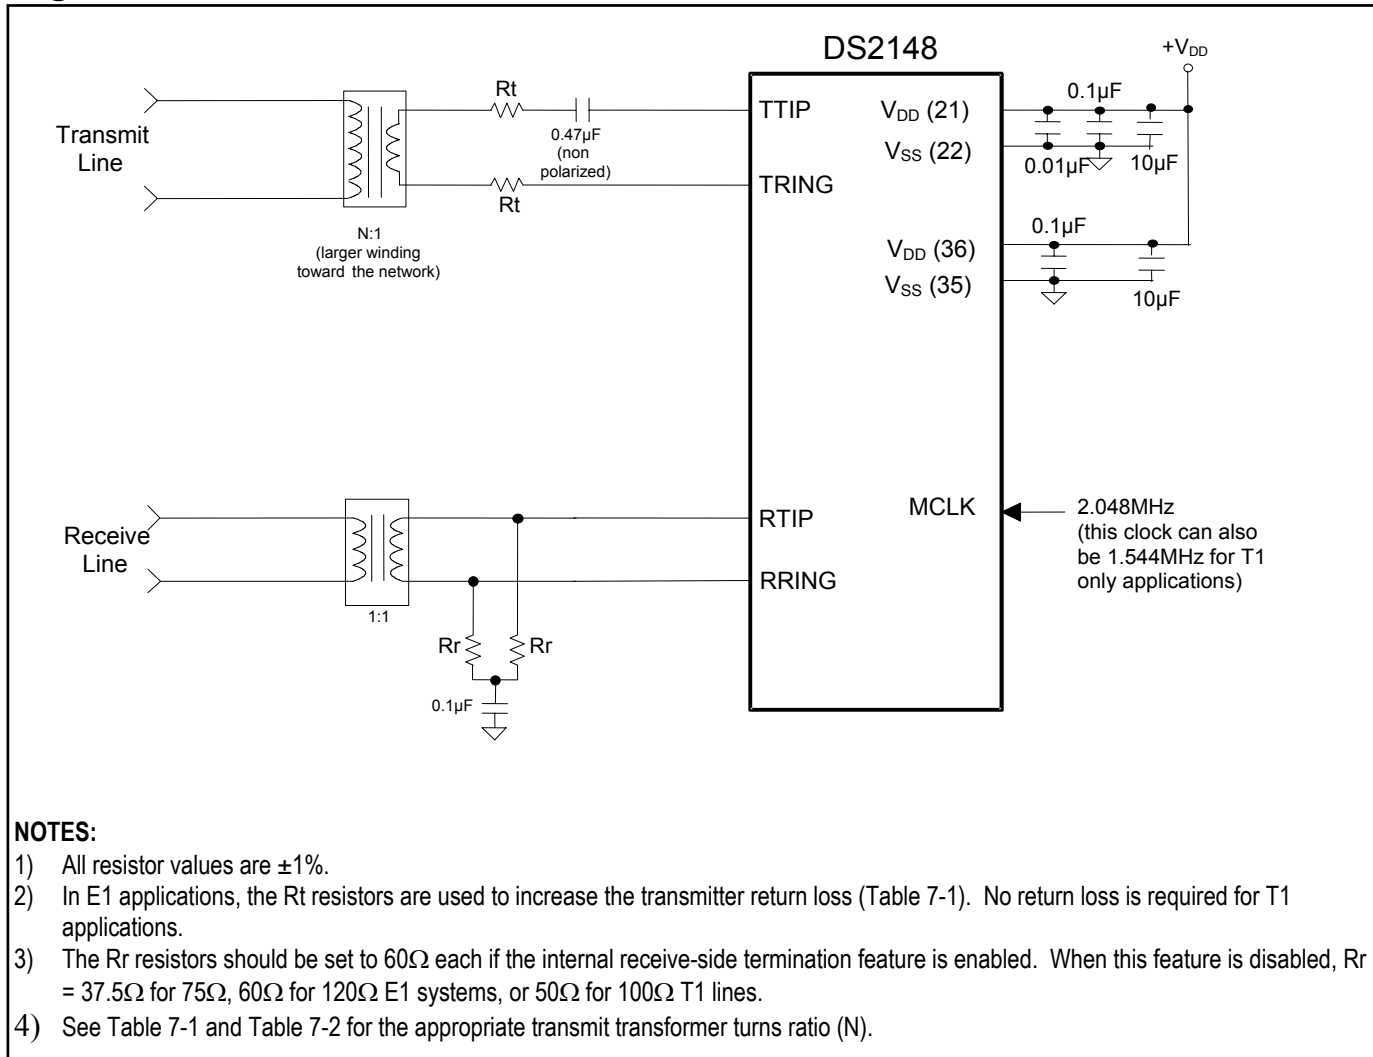 DS2148
+VDD
Transmit
Line
Rt
0.47µF
(non
polarized)
Rt
N:1
(larger winding
toward the network)
TTIP
TRING
VDD (21)
VSS (22)
0.1µF
0.01µF
10µF
VDD (36)
VSS (35)
0.1µF
10µF
Receive
Line
1:1
RTIP
RRING
Rr
Rr
0.1µF
MCLK
2.048MHz
(this clock can also
be 1.544MHz for T1
only applications)
NOTES:
1) All resistor values are ±1%.
2) In E1 applications, the Rt resistors are used to increase the transmitter return loss (Table 7-1). No return loss is required for T1
applications.
3) The Rr resistors should be set to 60Ω each if the internal receive-side termination feature is enabled. When this feature is disabled, Rr
= 37.5Ω for 75Ω, 60Ω for 120Ω E1 systems, or 50Ω for 100Ω T1 lines.
4) See Table 7-1 and Table 7-2 for the appropriate transmit transformer turns ratio (N).